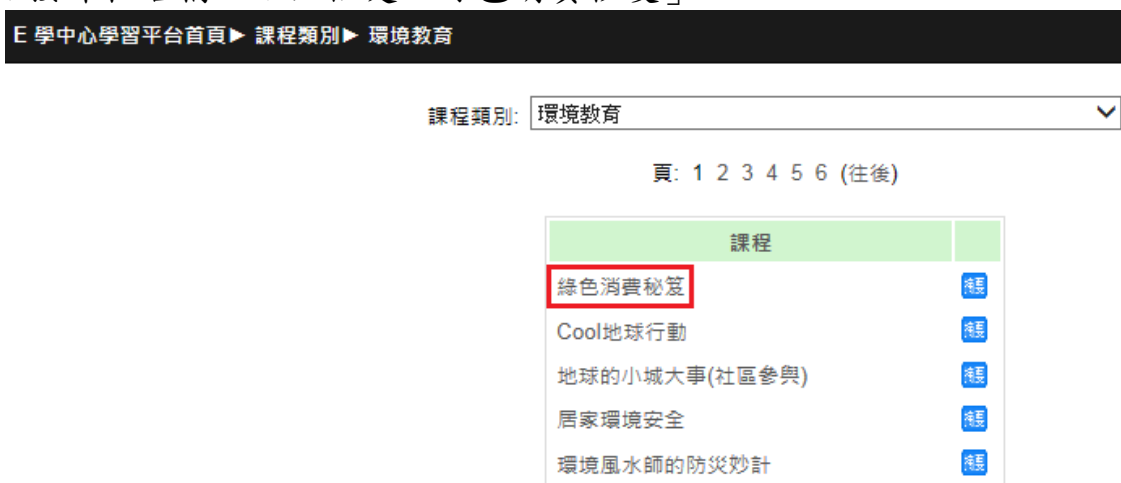 E 學中心學習平台首頁► 課程類別► 環境教育
課程類別: 環境教育
頁: 1 2 3 4 5 6 (往後)
課程
綠色消費秘笈
Cool地球行動
地球的小城大事(社區參與)
居家環境安全
環境風水師的防災妙計